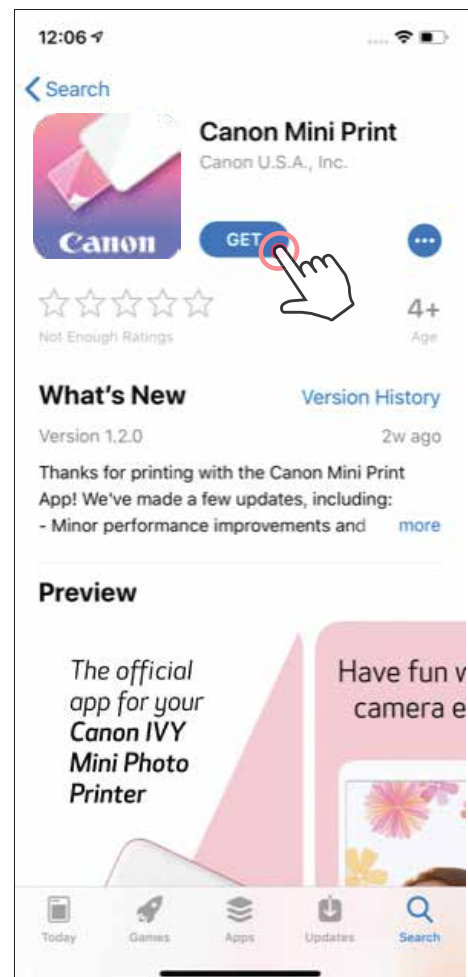 12:06
Search
Canon Mini Print
Canon U.S.A., Inc.
Canon
GET
4+
Not Enough Ratings
Age
What's New
Version History
Version 1.2.0
2w ago
Thanks for printing with the Canon Mini Print
App! We've made a few updates, including:
- Minor performance improvements and more
Preview
The official
app for your
Canon IVY
Mini Photo
Printer
Have fun w
camera e
Today
Games
Apps
Updates
Search